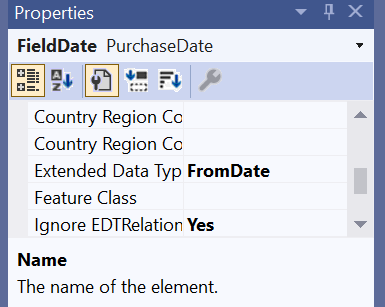 Properties
FieldDate PurchaseDate
Country Region Co
Country Region Co
Extended Data Typ FromDate
Feature Class
Ignore EDTRelation Yes
Name
The name of the element.